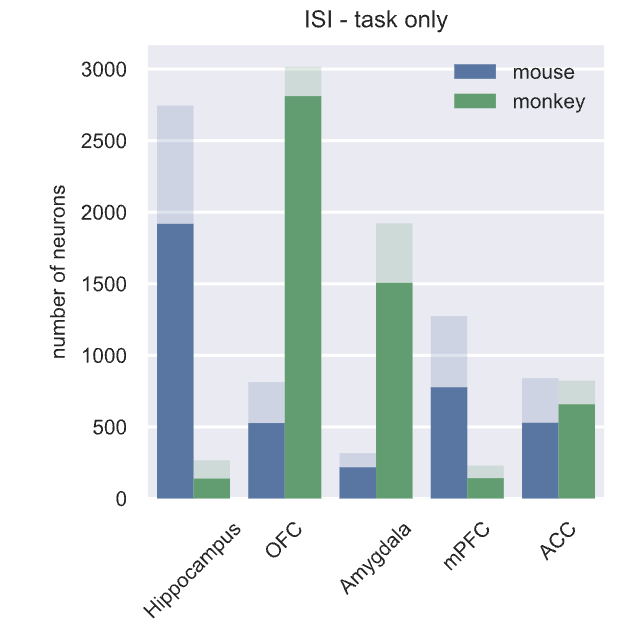 ISI - task only
mouse
monkey
number of neurons
3000
2500
2000
1500
1000
500
0
Hippocampus
OFC
Amygdala
mPFC
ACC